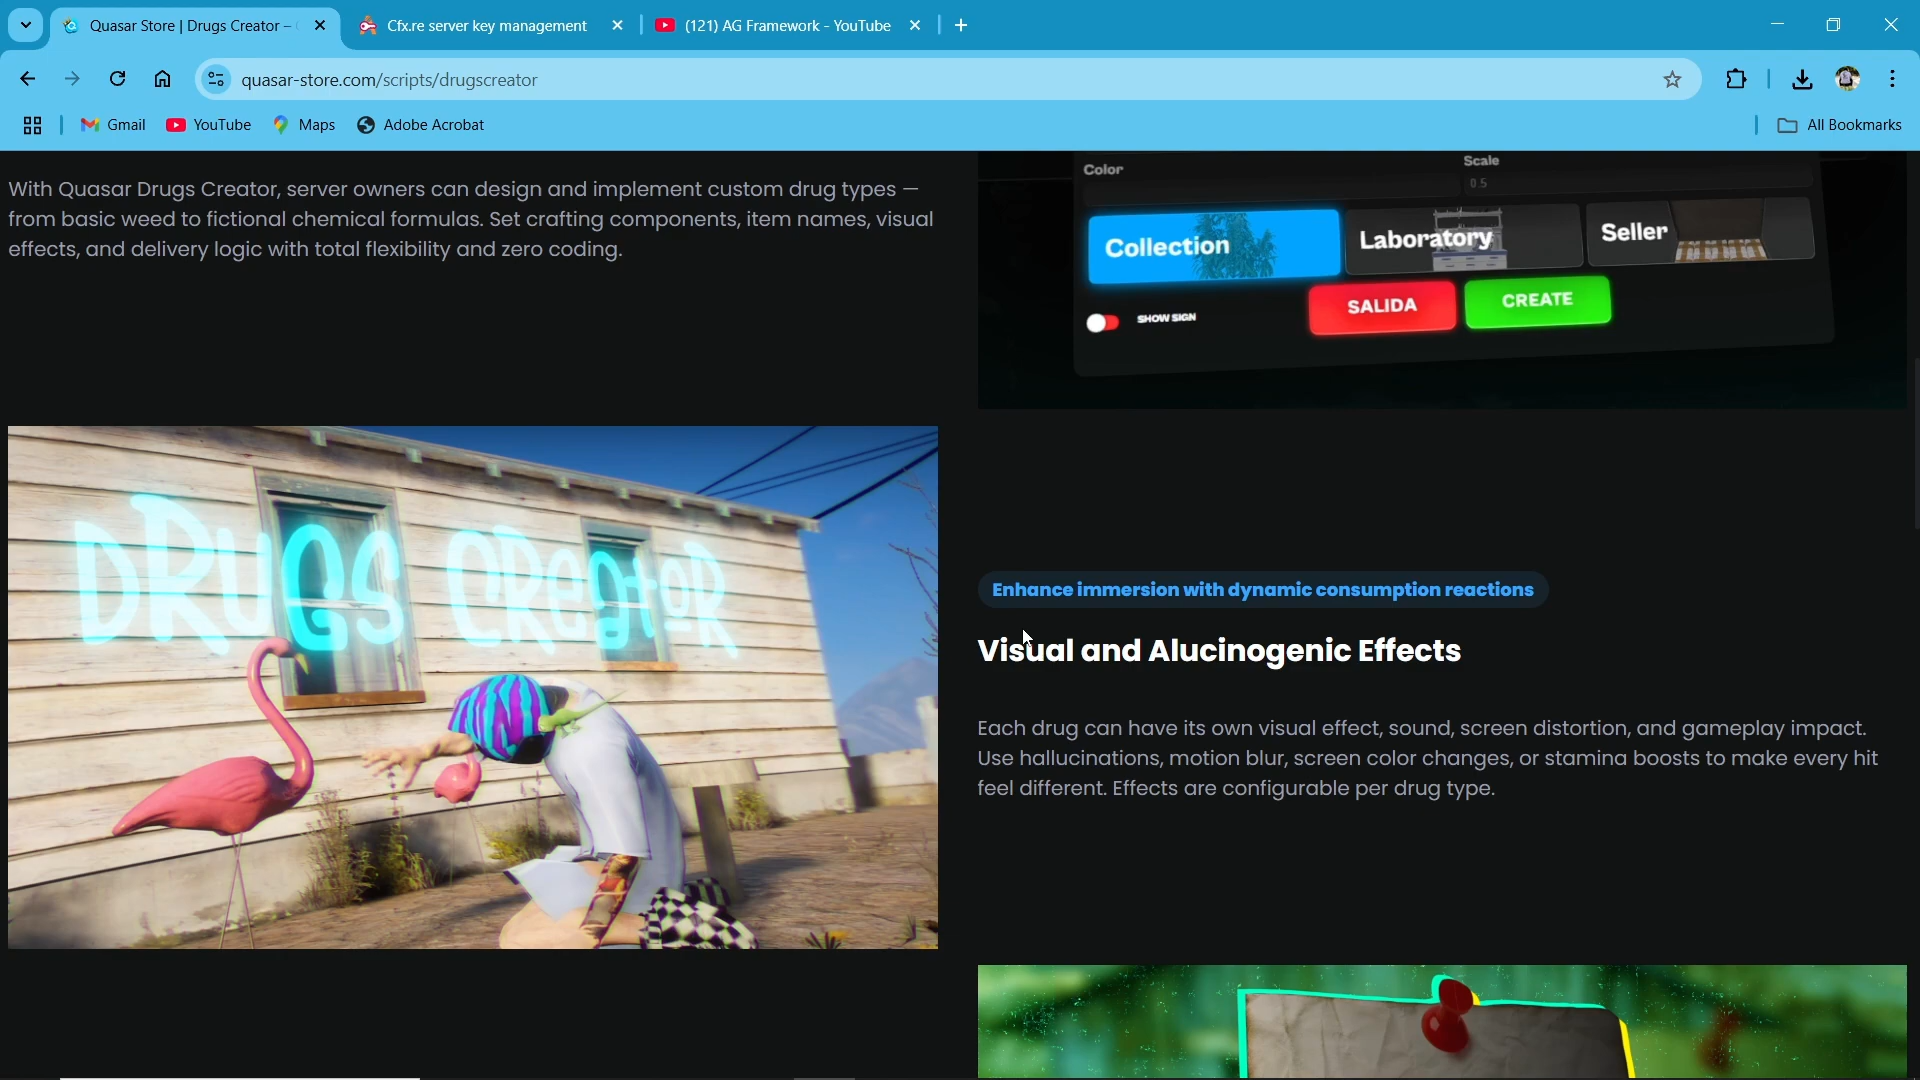 Quasar Store | Drugs Creator –
Cfx.re server key management
(121) AG Framework - YouTube
quasar-store.com/scripts/drugscreator
Gmail
YouTube
Maps
Adobe Acrobat
All Bookmarks
With Quasar Drugs Creator, server owners can design and implement custom drug types —
from basic weed to fictional chemical formulas. Set crafting components, item names, visual
effects, and delivery logic with total flexibility and zero coding.
Color
Scale
0.5
Collection
Laboratory
Seller
SHOW SIGN
SALIDA
CREATE
DRUGS CREATOR
Enhance immersion with dynamic consumption reactions
Visual and Alucinogenic Effects
Each drug can have its own visual effect, sound, screen distortion, and gameplay impact.
Use hallucinations, motion blur, screen color changes, or stamina boosts to make every hit
feel different. Effects are configurable per drug type.